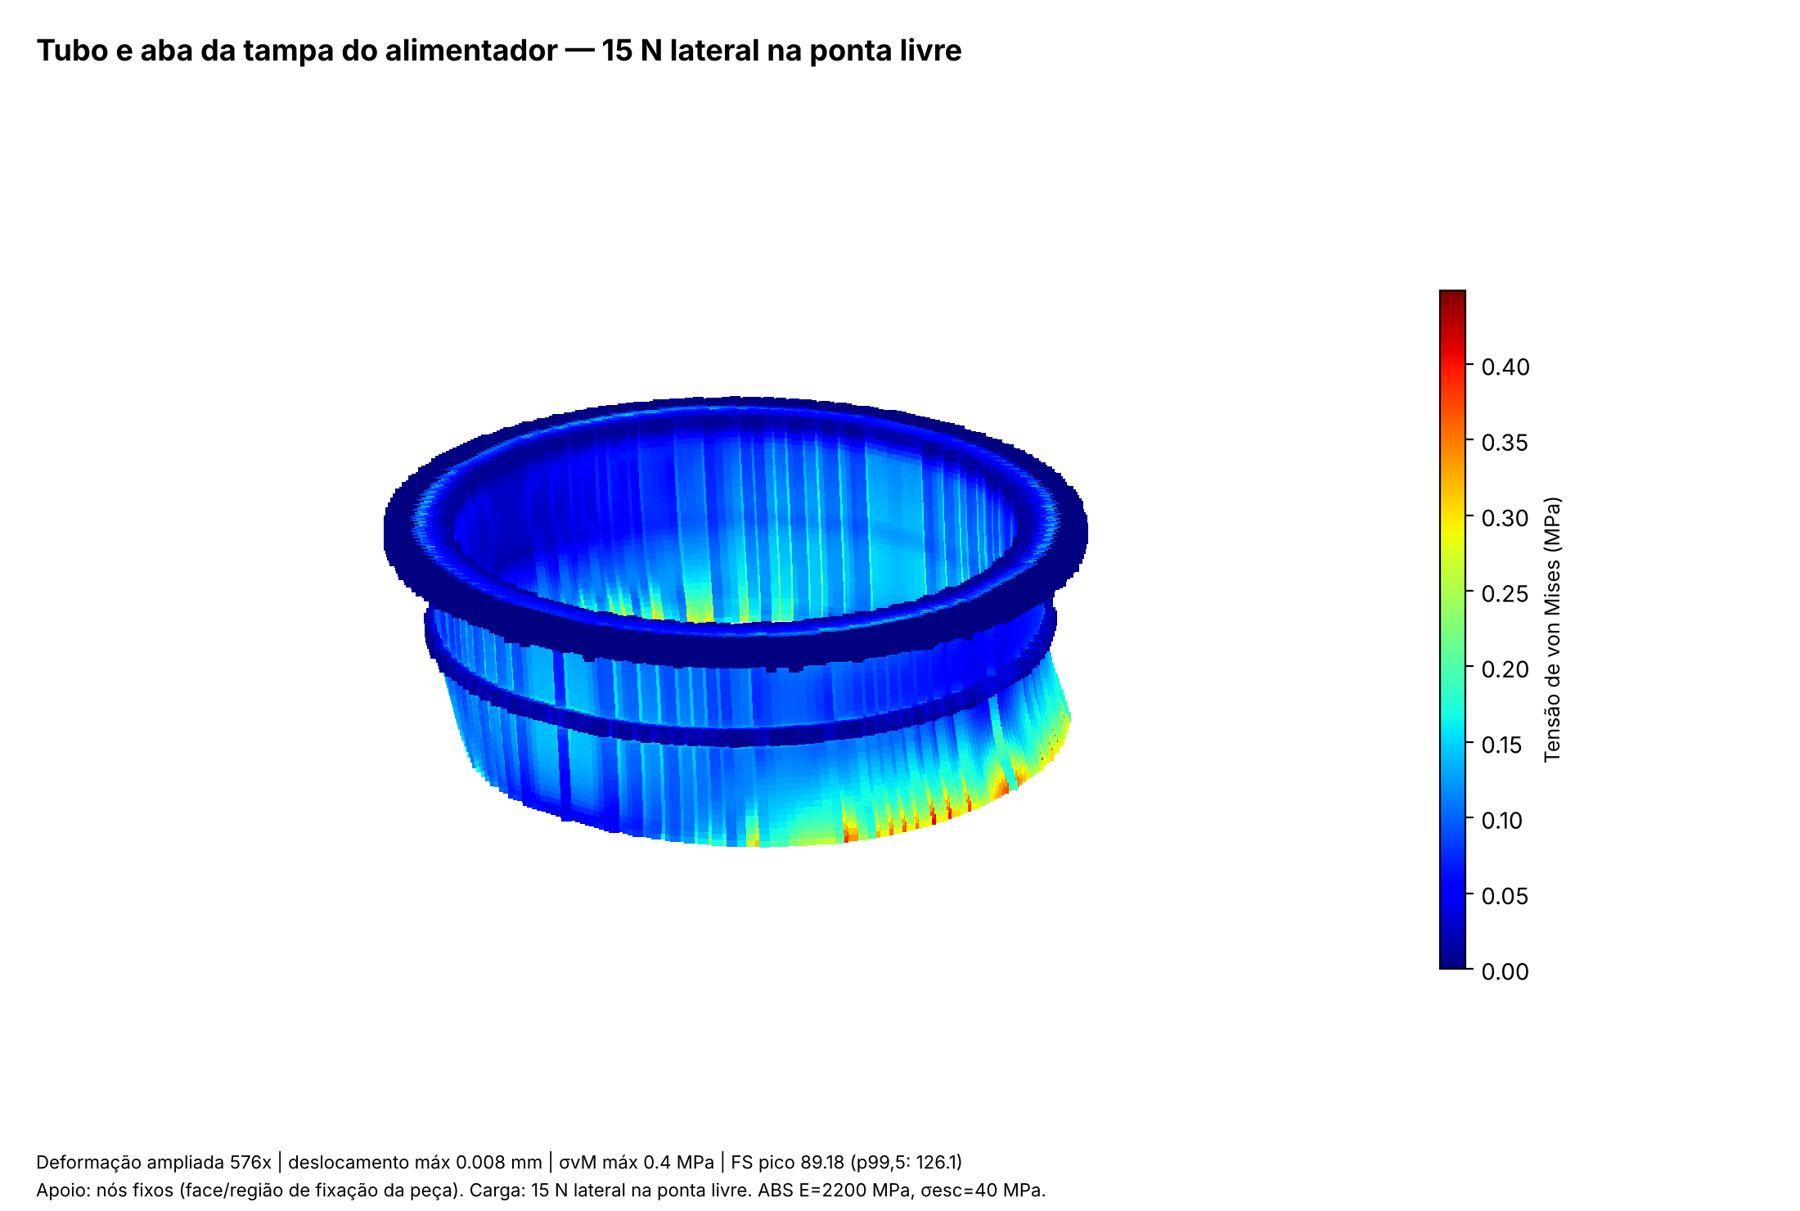 Tubo e aba da tampa do alimentador — 15 N lateral na ponta livre
0.40
0.35
0.30
0.25
0.20
0.15
0.10
0.05
0.00
Tensão de von Mises (MPa)
Deformação ampliada 576x | deslocamento máx 0.008 mm | σvM máx 0.4 MPa | FS pico 89.18 (p99,5: 126.1)
Apoio: nós fixos (face/região de fixação da peça). Carga: 15 N lateral na ponta livre. ABS E=2200 MPa, σesc=40 MPa.